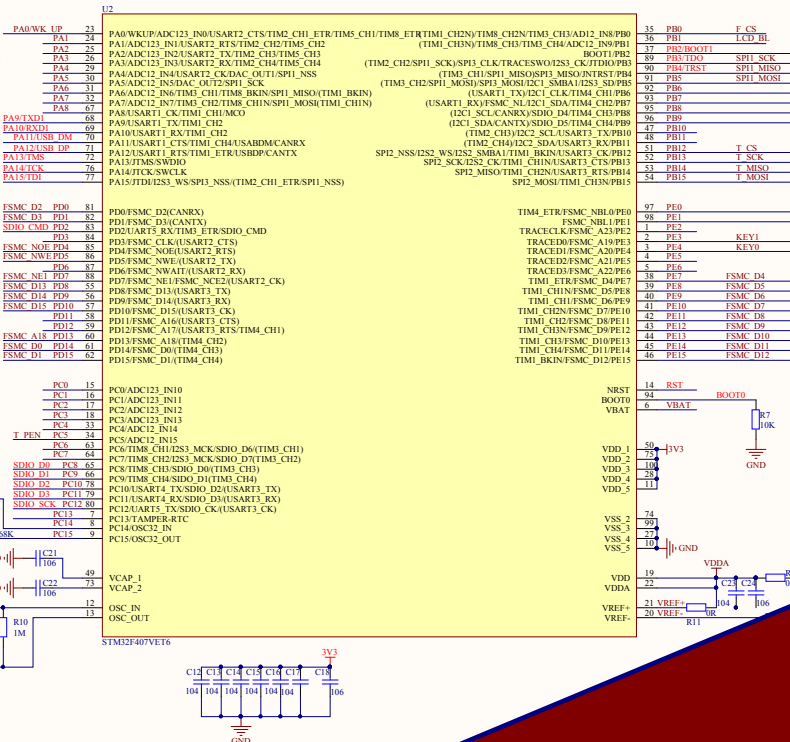 U2
PA0/WK_UP 23 PA0/WKUP/ADC123_IN0/USART2_CTS/TIM2_CH1_ETR/TIM5_CH1/TIM8_ETR
PA1 24 PA1/ADC123_IN1/USART2_RTS/TIM2_CH2/TIM5_CH2
PA2 25 PA2/ADC123_IN2/USART2_TX/TIM2_CH3/TIM5_CH3
PA3 26 PA3/ADC123_IN3/USART2_RX/TIM2_CH4/TIM5_CH4
PA4 29 PA4/ADC12_IN4/USART2_CK/DAC_OUT1/SPI1_NSS
PA5 30 PA5/ADC12_IN5/DAC_OUT2/SPI1_SCK
PA6 31 PA6/ADC12_IN6/TIM3_CH1/TIM8_BKIN/SPI1_MISO/(TIM1_BKIN)
PA7 32 PA7/ADC12_IN7/TIM3_CH2/TIM8_CH1N/SPI1_MOSI(TIM1_CH1N)
PA8 67 PA8/USART1_CK/TIM1_CH1/MCO
PA9/TXD1 68 PA9/USART1_TX/TIM1_CH2
PA10/RXD1 69 PA10/USART1_RX/TIM1_CH2
PA11/USB_DM 70 PA11/USART1_CTS/TIM1_CH4/USABDM/CANRX
PA12/USB_DP 71 PA12/USART1_RTS/TIM1_ETR/USBDP/CANTX
PA13/TMS 72 PA13/JTMS/SWDIO
PA14/TCK 76 PA14/JTCK/SWCLK
PA15/TDI 77 PA15/JTDI/I2S3_WS/SPI3_NSS/(TIM2_CH1_ETR/SPI1_NSS)
FSMC_D2 PD0 81 PD0/FSMC_D2(CANRX)
FSMC_D3 PD1 82 PD1/FSMC_D3/(CANTX)
SDIO_CMD PD2 83 PD2/UART5_RX/TIM3_ETR/SDIO_CMD
PD3 84 PD3/FSMC_CLK/(USART2_CTS)
FSMC_NOE PD4 85 PD4/FSMC_NOE(USART2_RTS)
FSMC_NWE PD5 86 PD5/FSMC_NWE/(USART2_TX)
PD6 87 PD6/FSMC_NWAIT/(USART2_RX)
FSMC_NE1 PD7 88 PD7/FSMC_NE1/FSMC_NCE2/(USART2_CK)
FSMC_D13 PD8 55 PD8/FSMC_D13/(USART3_TX)
FSMC_D14 PD9 56 PD9/FSMC_D14/(USART3_RX)
FSMC_D15 PD10 57 PD10/FSMC_D15/(USART3_CK)
PD11 58 PD11/FSMC_A16/(USART3_CTS)
PD12 59 PD12/FSMC_A17/(USART3_RTS/TIM4_CH1)
FSMC_A18 PD13 60 PD13/FSMC_A18/(TIM4_CH2)
FSMC_D0 PD14 61 PD14/FSMC_D0/(TIM4_CH3)
FSMC_D1 PD15 62 PD15/FSMC_D1/(TIM4_CH4)
PC0 15 PC0/ADC123_IN10
PC1 16 PC1/ADC123_IN11
PC2 17 PC2/ADC123_IN12
PC3 18 PC3/ADC123_IN13
PC4 33 PC4/ADC12_IN14
T_PEN PC5 34 PC5/ADC12_IN15
PC6 63 PC6/TIM8_CH1/I2S3_MCK/SDIO_D6/(TIM3_CH1)
PC7 64 PC7/TIM8_CH2/I2S3_MCK/SDIO_D7(TIM3_CH2)
SDIO_D0 PC8 65 PC8/TIM8_CH3/SDIO_D0/(TIM3_CH3)
SDIO_D1 PC9 66 PC9/TIM8_CH4/SIDO_D1/(TIM3_CH4)
SDIO_D2 PC10 78 PC10/USART4_TX/SDIO_D2/(USART3_TX)
SDIO_D3 PC11 79 PC11/USART4_RX/SDIO_D3/(USART3_RX)
SDIO_SCK PC12 80 PC12/UART5_TX/SDIO_CK/(USART3_CK)
PC13 7 PC13/TAMPER-RTC
PC14 8 PC14/OSC32_IN
68K PC15 9 PC15/OSC32_OUT
C21
106
49 VCAP_1
C22
106
73 VCAP_2
12 OSC_IN
13 OSC_OUT
R10
1M
STM32F407VET6
(TIM1_CH2N)/TIM8_CH2N/TIM3_CH3/AD12_IN8/PB0 35 PB0 F_CS
(TIM1_CH3N)/TIM8_CH3/TIM3_CH4/ADC12_IN9/PB1 36 PB1 LCD_BL
BOOT1/PB2 37 PB2/BOOT1
(TIM2_CH2/SPI1_SCK)/SPI3_CLK/TRACESWO/I2S3_CK/JTDIO/PB3 89 PB3/TDO SPI1_SCK
(TIM3_CH1/SPI1_MISO)SPI3_MISO/JNTRST/PB4 90 PB4/TRST SPI1_MISO
(TIM3_CH2/SPI1_MOSI)/SPI3_MOSI/I2C1_SMBA1/I2S3_SD/PB5 91 PB5 SPI1_MOSI
(USART1_TX)/I2C1_CLK/TIM4_CH1/PB6 92 PB6
(USART1_RX)/FSMC_NL/I2C1_SDA/TIM4_CH2/PB7 93 PB7
(I2C1_SCL/CANRX)/SDIO_D4/TIM4_CH3/PB8 95 PB8
(I2C1_SDA/CANTX)/SDIO_D5/TIM4_CH4/PB9 96 PB9
(TIM2_CH3)/I2C2_SCL/USART3_TX/PB10 47 PB10
(TIM2_CH4)/I2C2_SDA/USART3_RX/PB11 48 PB11
SPI2_NSS/I2S2_WS/I2S2_SMBA1/TIM1_BKIN/USART3_CK/PB12 51 PB12 T_CS
SPI2_SCK/I2S2_CK/TIM1_CH1N/USART3_CTS/PB13 52 PB13 T_SCK
SPI2_MISO/TIM1_CH2N/USART3_RTS/PB14 53 PB14 T_MISO
SPI2_MOSI/TIM1_CH3N/PB15 54 PB15 T_MOSI
TIM4_ETR/FSMC_NBL0/PE0 97 PE0
FSMC_NBL1/PE1 98 PE1
TRACECLK/FSMC_A23/PE2 1 PE2
TRACED0/FSMC_A19/PE3 2 PE3 KEY1
TRACED1/FSMC_A20/PE4 3 PE4 KEY0
TRACED2/FSMC_A21/PE5 4 PE5
TRACED3/FSMC_A22/PE6 5 PE6
TIM1_ETR/FSMC_D4/PE7 38 PE7 FSMC_D4
TIM1_CH1N/FSMC_D5/PE8 39 PE8 FSMC_D5
TIM1_CH1/FSMC_D6/PE9 40 PE9 FSMC_D6
TIM1_CH2N/FSMC_D7/PE10 41 PE10 FSMC_D7
TIM1_CH2/FSMC_D8/PE11 42 PE11 FSMC_D8
TIM1_CH3N/FSMC_D9/PE12 43 PE12 FSMC_D9
TIM1_CH3/FSMC_D10/PE13 44 PE13 FSMC_D10
TIM1_CH4/FSMC_D11/PE14 45 PE14 FSMC_D11
TIM1_BKIN/FSMC_D12/PE15 46 PE15 FSMC_D12
NRST 14 RST
BOOT0 94 BOOT0
VBAT 6 VBAT
R7
10K
GND
VDD_1 50 3V3
VDD_2 75
VDD_3 100
VDD_4 28
VDD_5 11
VSS_2 74
VSS_3 99
VSS_4 27
VSS_5 10 GND
VDDA
VDD 19
VDDA 22
C23 C24
104 106
VREF+ 21 VREF+ 0R
VREF- 20 VREF-
R11
3V3
C12 C13 C14 C15 C16 C17 C18
104 104 104 104 104 106
GND